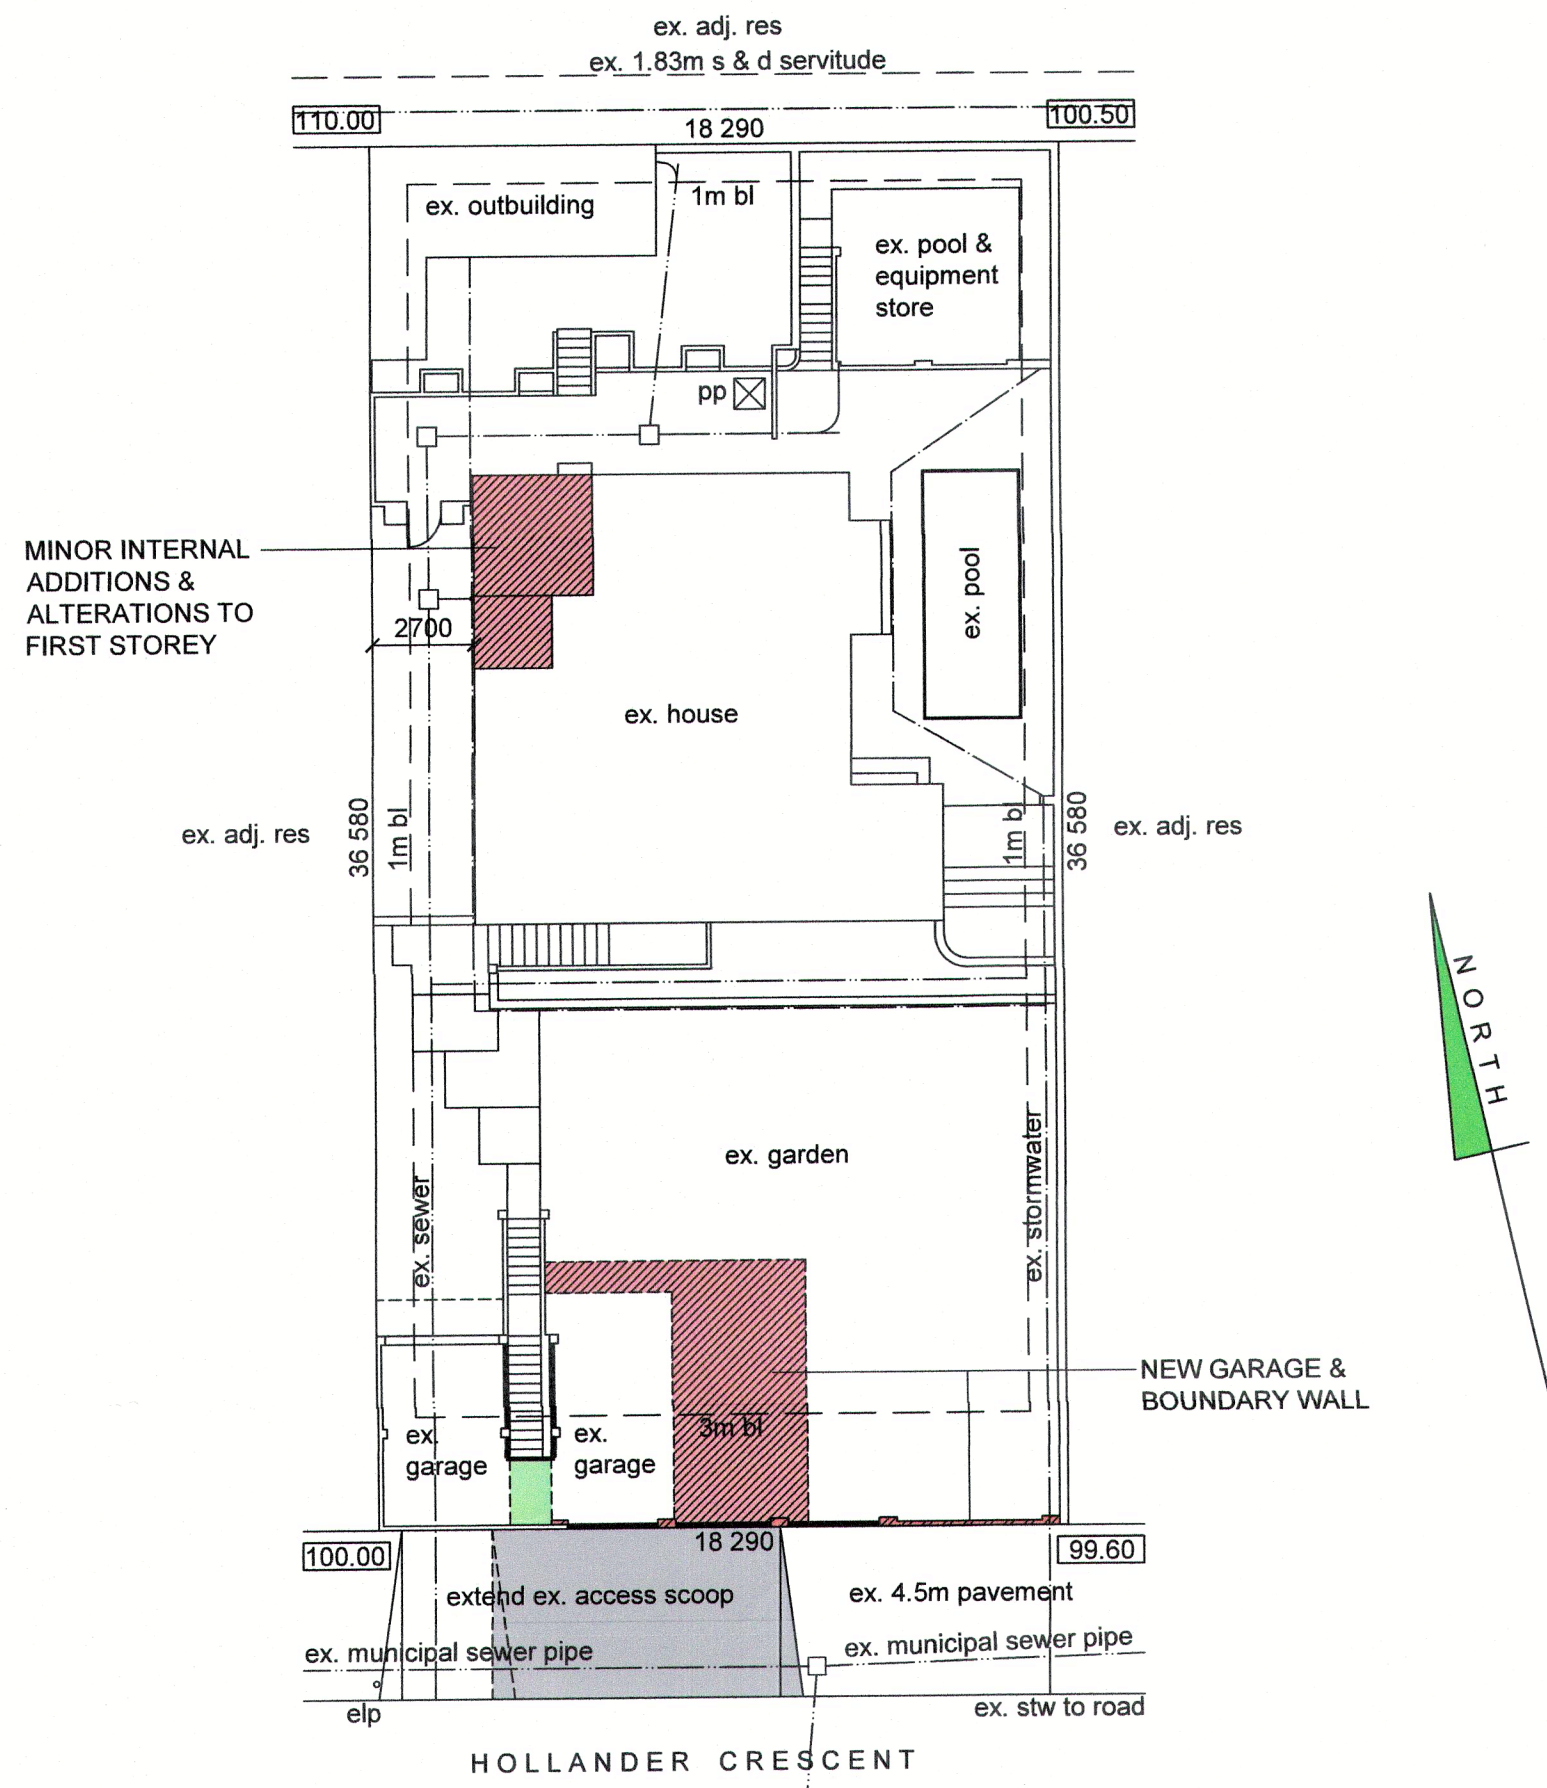 ex. adj. res
ex. 1.83m s & d servitude
110.00
18 290
100.50
ex. outbuilding
1m bl
ex. pool &
equipment
store
pp
MINOR INTERNAL
ADDITIONS &
ALTERATIONS TO
FIRST STOREY
2700
ex. pool
ex. house
ex. adj. res
36 580
1m bl
1m bl
36 580
ex. adj. res
NORTH
ex. garden
ex. sewer
ex. stormwater
NEW GARAGE &
BOUNDARY WALL
3m bl
ex.
garage
ex.
garage
18 290
100.00
99.60
extend ex. access scoop
ex. 4.5m pavement
ex. municipal sewer pipe
ex. municipal sewer pipe
elp
ex. stw to road
HOLLANDER CRESCENT